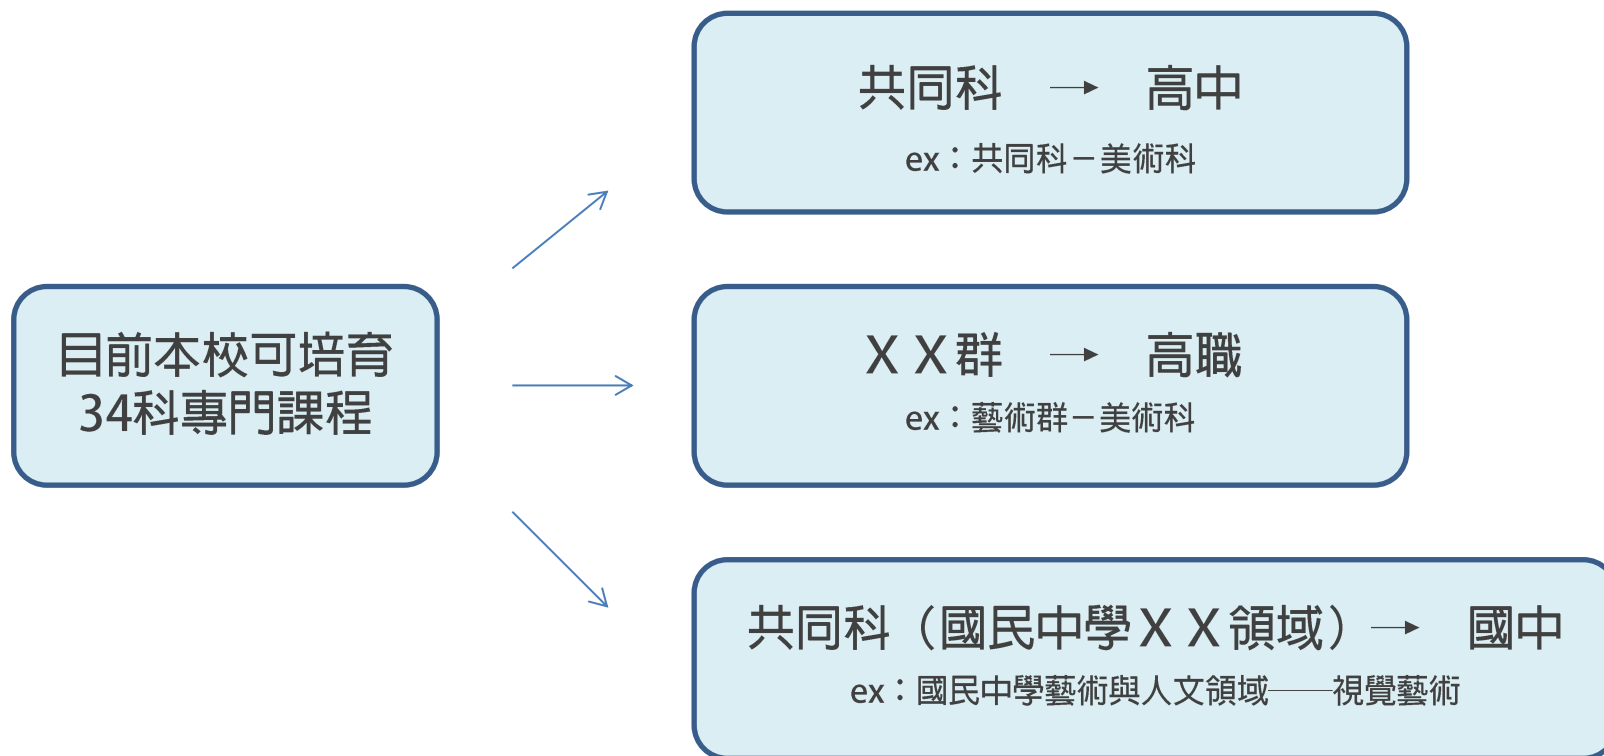 共同科 → 高中
ex：共同科－美術科
目前本校可培育
34科專門課程
ＸＸ群 → 高職
ex：藝術群－美術科
共同科（國民中學ＸＸ領域）→ 國中
ex：國民中學藝術與人文領域──視覺藝術